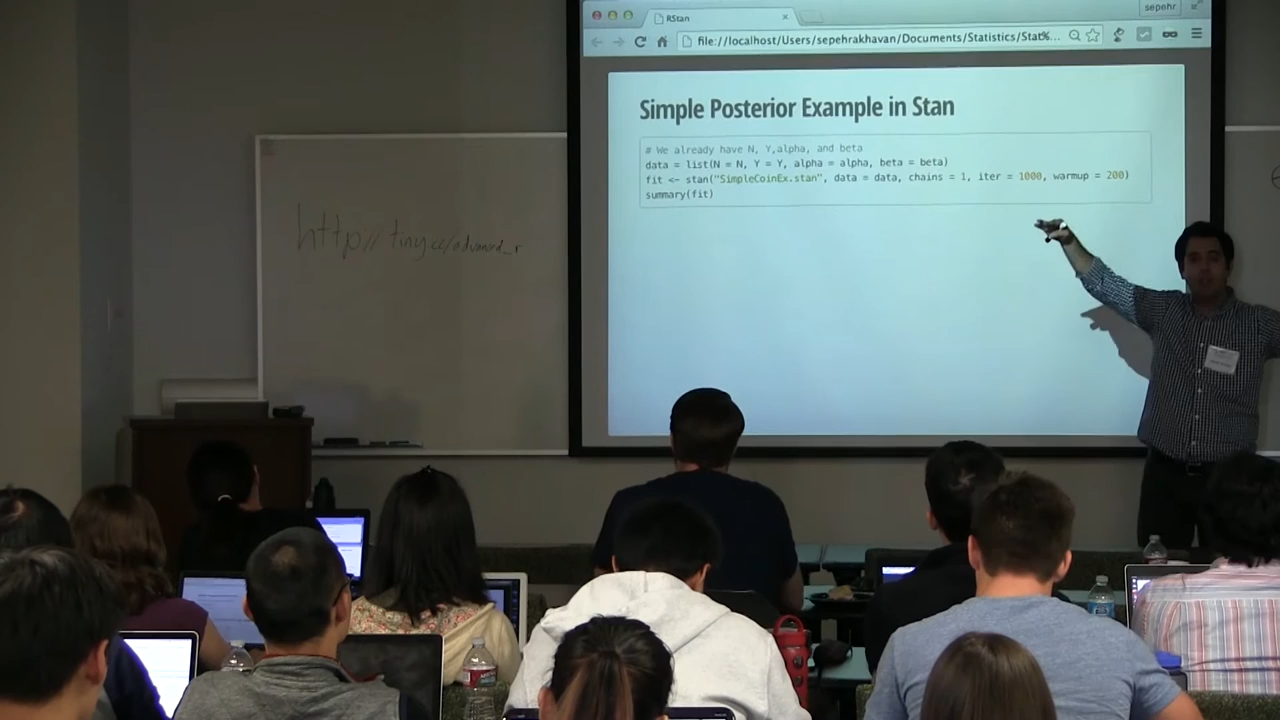 sepehr
RStan
file://localhost/Users/sepehrakhavan/Documents/Statistics/Stat%...
Simple Posterior Example in Stan
# We already have N, Y,alpha, and beta
data = list(N = N, Y = Y, alpha = alpha, beta = beta)
fit <- stan("SimpleCoinEx.stan", data = data, chains = 1, iter = 1000, warmup = 200)
summary(fit)
http// tiny.cc/advanced_r